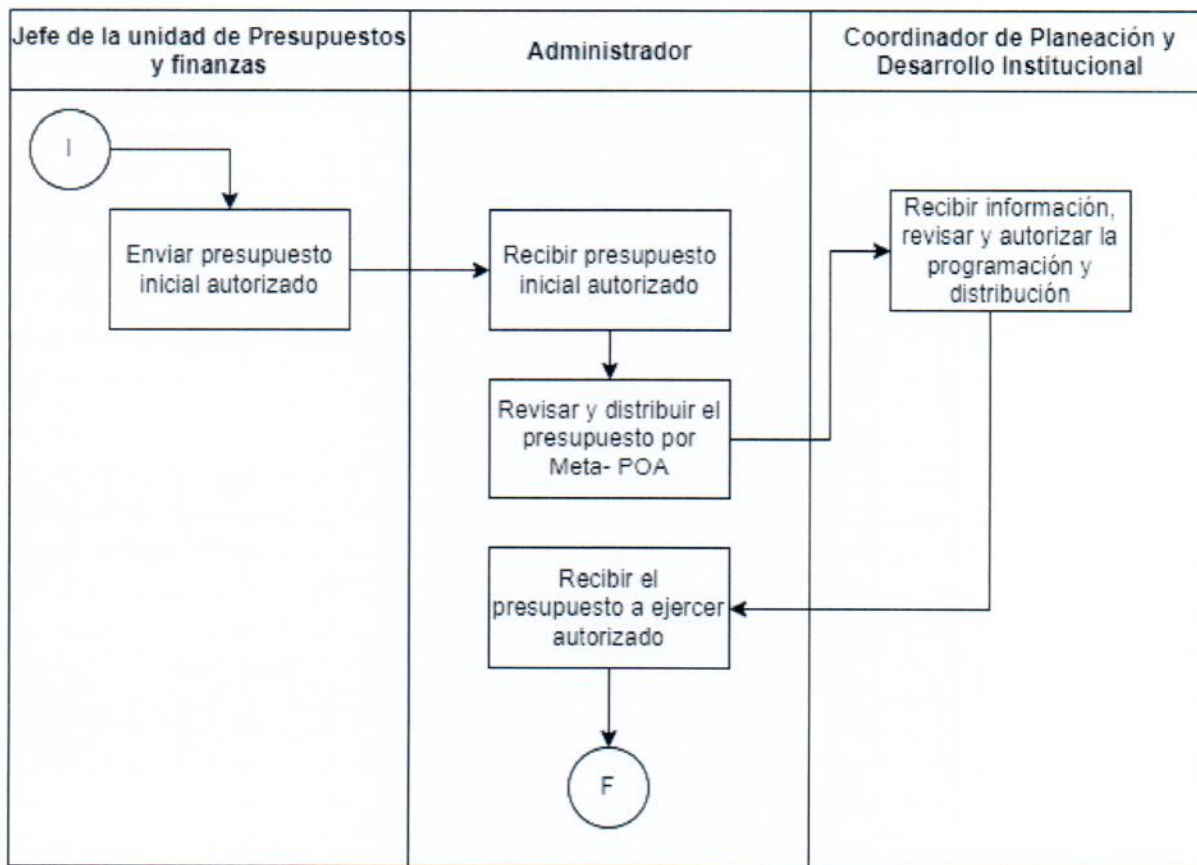 Jefe de la unidad de Presupuestos
y finanzas
Administrador
Coordinador de Planeación y
Desarrollo Institucional
I
Enviar presupuesto
inicial autorizado
Recibir presupuesto
inicial autorizado
Recibir información,
revisar y autorizar la
programación y
distribución
Revisar y distribuir el
presupuesto por
Meta- POA
Recibir el
presupuesto a ejercer
autorizado
F